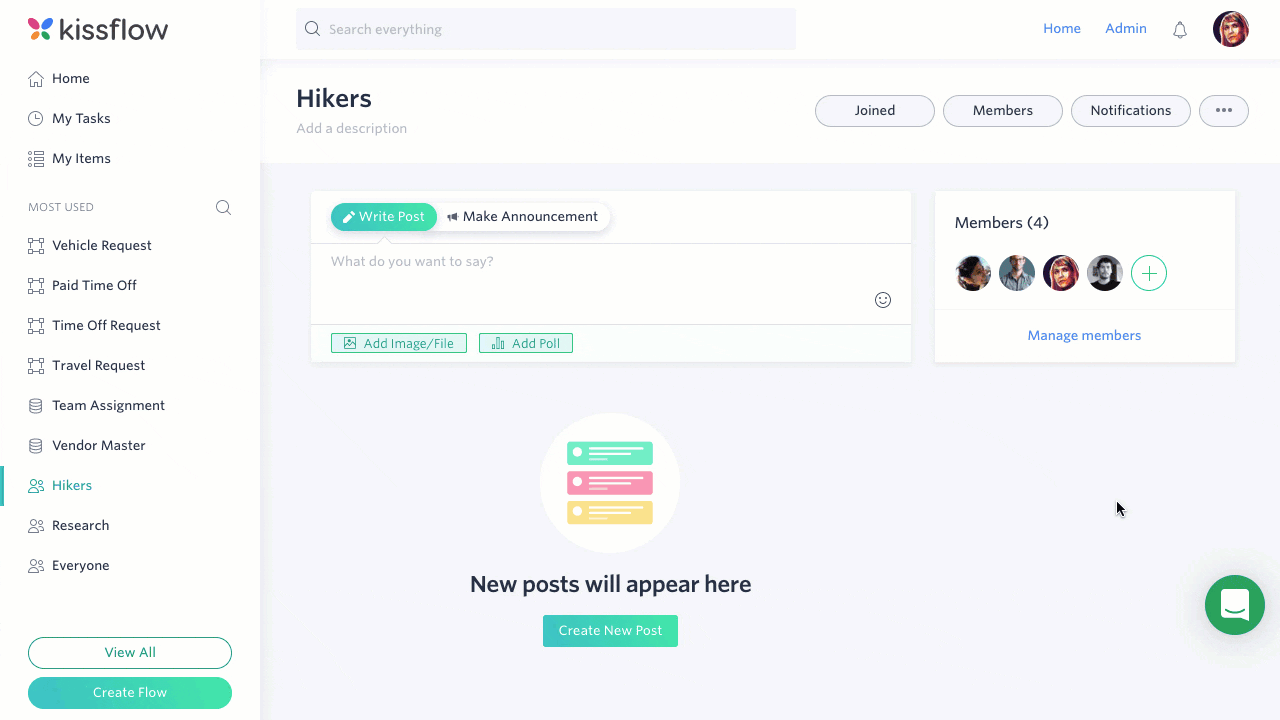 kissflow
Search everything
Home
Admin
Home
My Tasks
My Items
MOST USED
Vehicle Request
Paid Time Off
Time Off Request
Travel Request
Team Assignment
Vendor Master
Hikers
Research
Everyone
View All
Create Flow
Hikers
Add a description
Joined
Members
Notifications
Write Post
Make Announcement
What do you want to say?
Add Image/File
Add Poll
Members (4)
Manage members
New posts will appear here
Create New Post